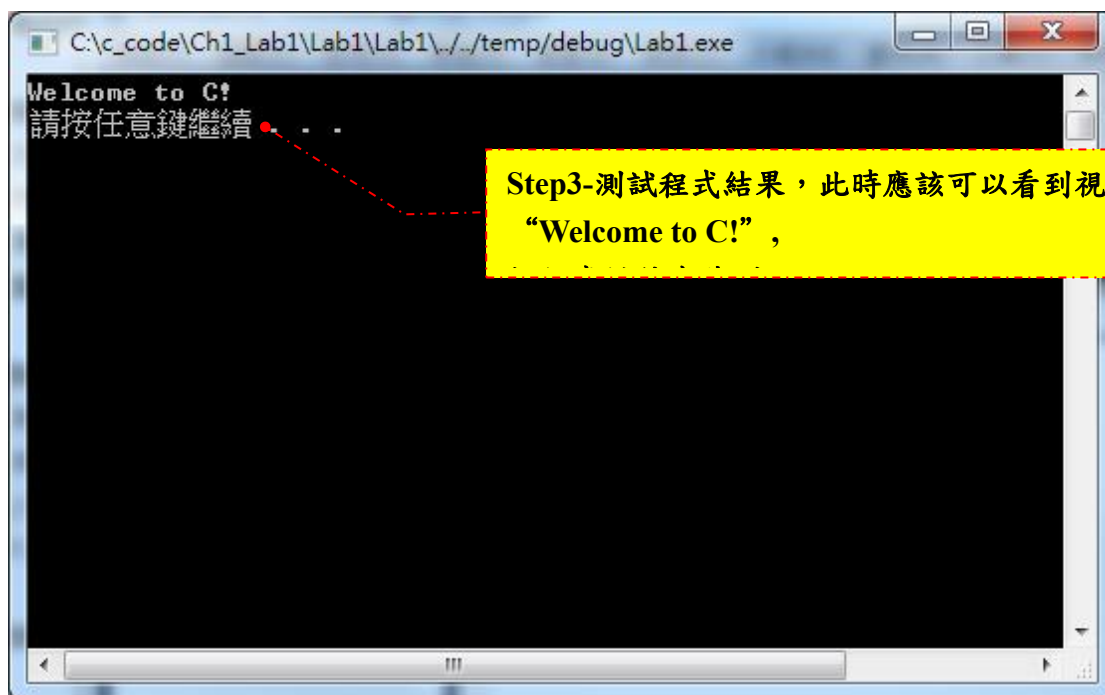 C:\c_code\Ch1_Lab1\Lab1\Lab1\../../temp/debug\Lab1.exe
Welcome to C!
請按任意鍵繼續 . . .
Step3-測試程式結果，此時應該可以看到視
“Welcome to C!”,